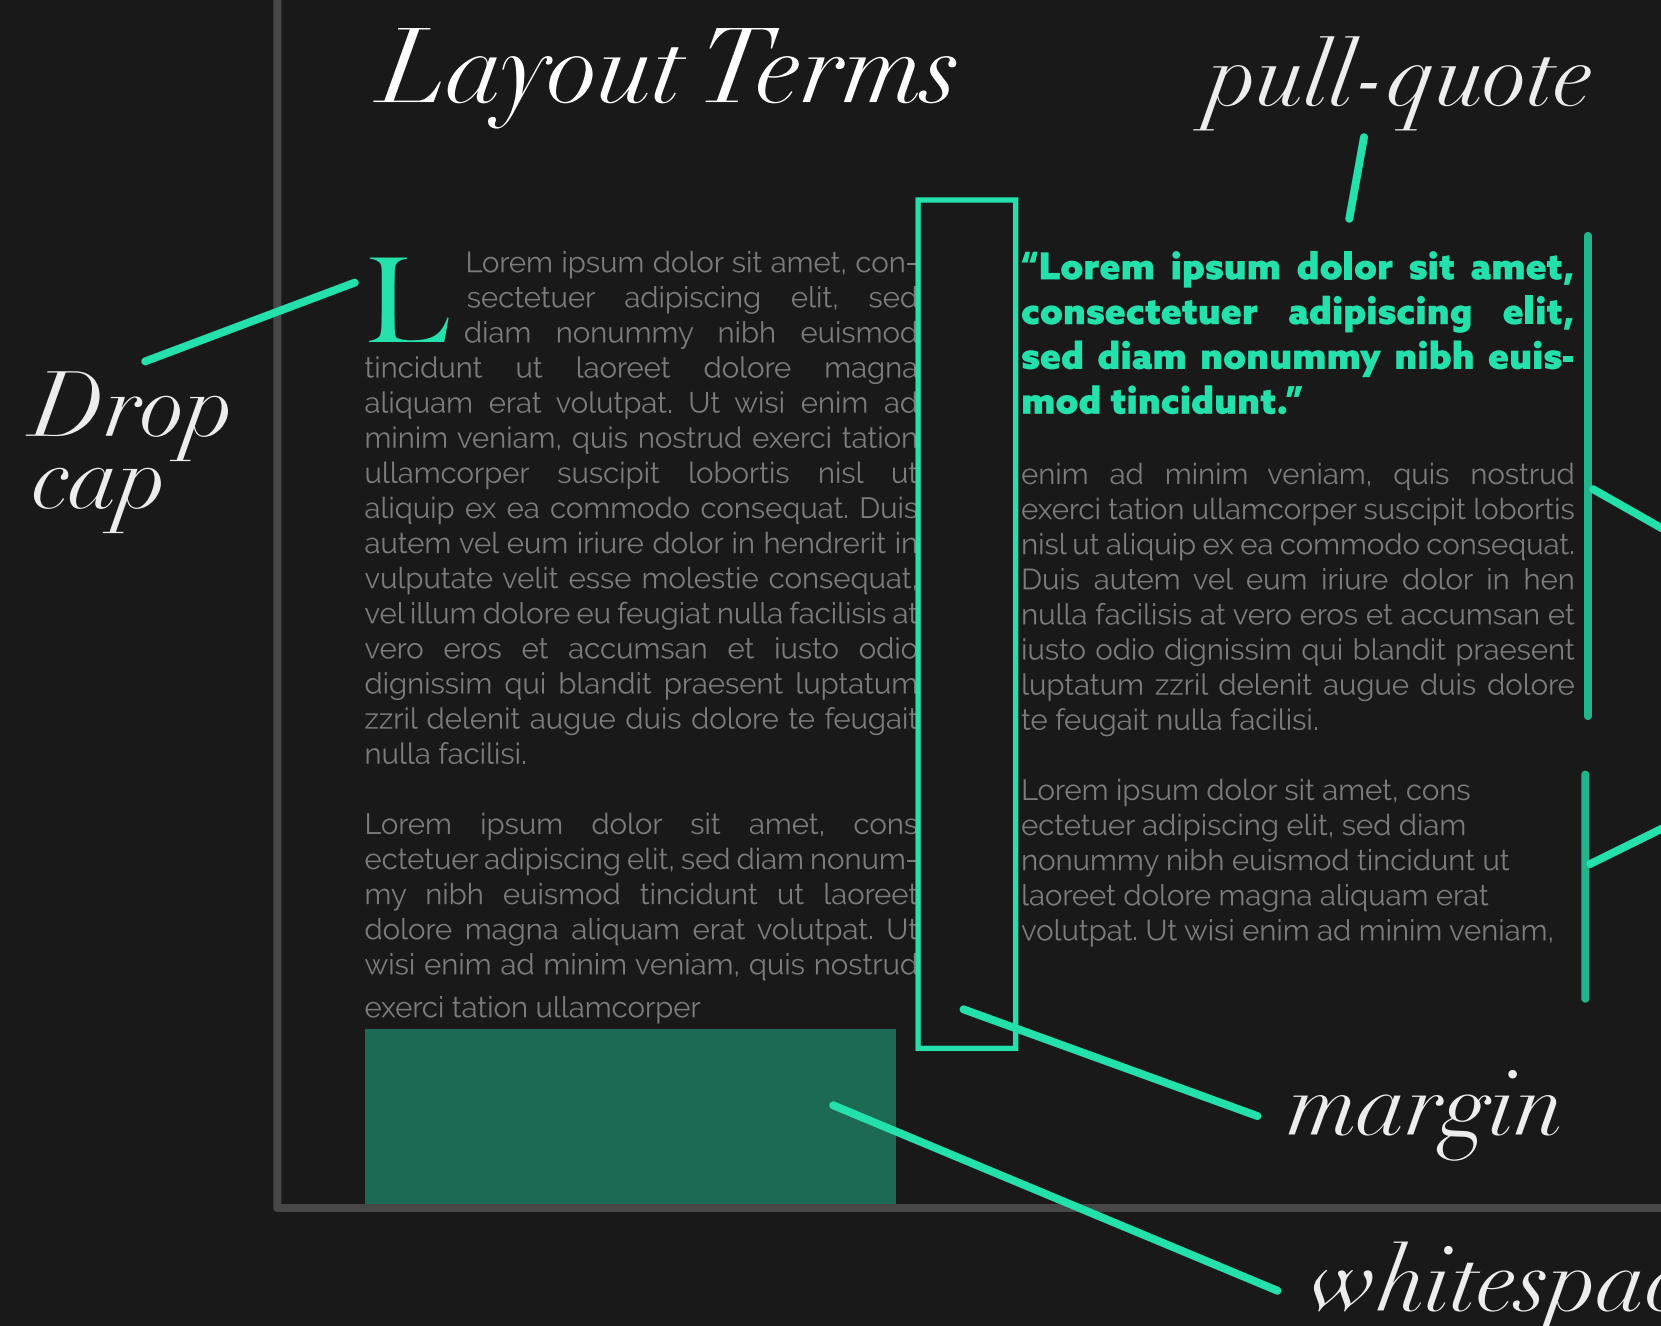 Layout Terms
pull-quote
Drop
cap
L
Lorem ipsum dolor sit amet, con-
sectetuer adipiscing elit, sed
diam nonummy nibh euismod
tincidunt ut laoreet dolore magna
aliquam erat volutpat. Ut wisi enim ad
minim veniam, quis nostrud exerci tation
ullamcorper suscipit lobortis nisl ut
aliquip ex ea commodo consequat. Duis
autem vel eum iriure dolor in hendrerit in
vulputate velit esse molestie consequat,
vel illum dolore eu feugiat nulla facilisis at
vero eros et accumsan et iusto odio
dignissim qui blandit praesent luptatum
zzril delenit augue duis dolore te feugait
nulla facilisi.
Lorem ipsum dolor sit amet, cons
ectetuer adipiscing elit, sed diam nonum-
my nibh euismod tincidunt ut laoreet
dolore magna aliquam erat volutpat. Ut
wisi enim ad minim veniam, quis nostrud
exerci tation ullamcorper
“Lorem ipsum dolor sit amet,
consectetuer adipiscing elit,
sed diam nonummy nibh euis-
mod tincidunt.”
enim ad minim veniam, quis nostrud
exerci tation ullamcorper suscipit lobortis
nisl ut aliquip ex ea commodo consequat.
Duis autem vel eum iriure dolor in hen
nulla facilisis at vero eros et accumsan et
iusto odio dignissim qui blandit praesent
luptatum zzril delenit augue duis dolore
te feugait nulla facilisi.
Lorem ipsum dolor sit amet, cons
ectetuer adipiscing elit, sed diam
nonummy nibh euismod tincidunt ut
laoreet dolore magna aliquam erat
volutpat. Ut wisi enim ad minim veniam,
margin